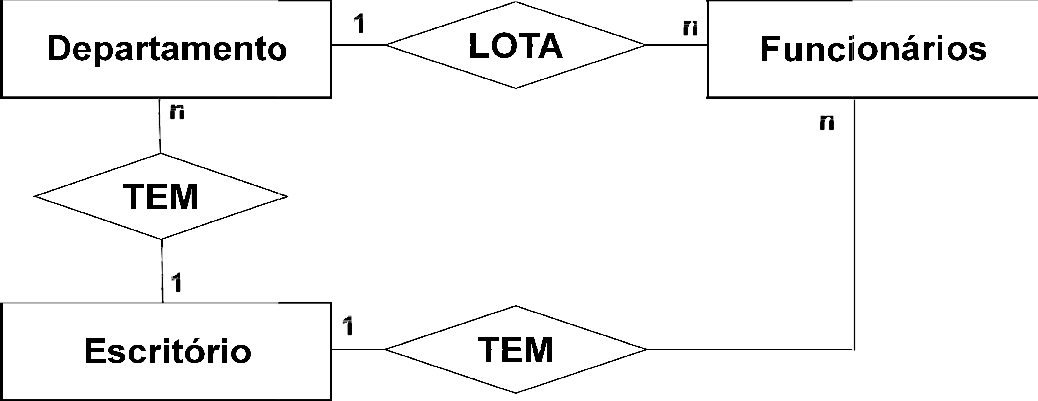 Departamento
1
LOTA
n
Funcionários
n
n
TEM
1
Escritório
1
TEM